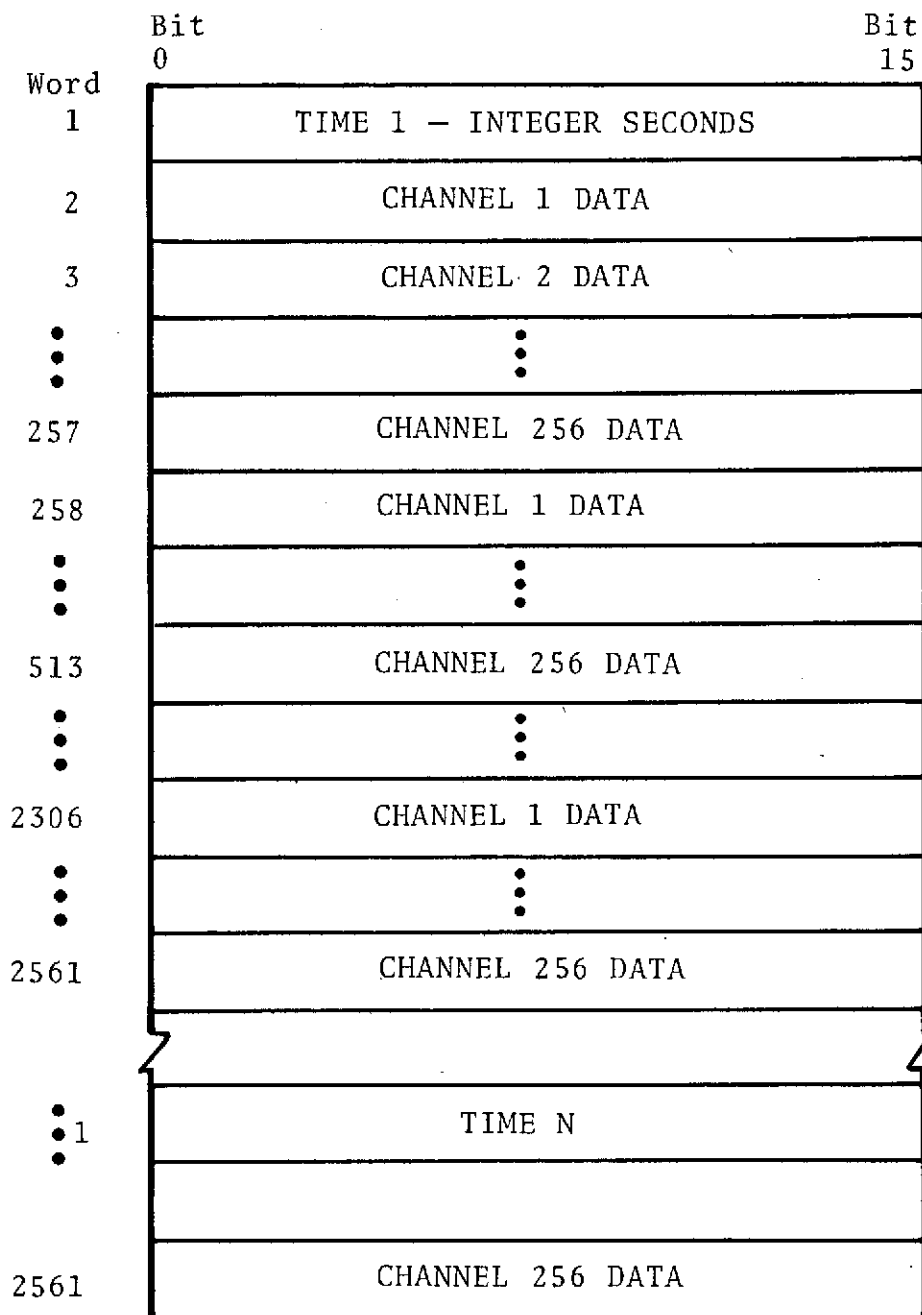 Bit Bit
0 15
Word
1 TIME 1 — INTEGER SECONDS
2 CHANNEL 1 DATA
3 CHANNEL 2 DATA
257 CHANNEL 256 DATA
258 CHANNEL 1 DATA
513 CHANNEL 256 DATA
2306 CHANNEL 1 DATA
2561 CHANNEL 256 DATA
1 TIME N
2561 CHANNEL 256 DATA